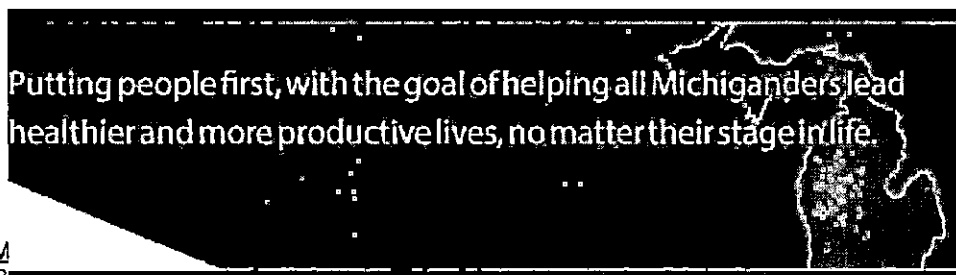 Putting people first, with the goal of helping all Michiganders lead
healthier and more productive lives, no matter their stage in life.